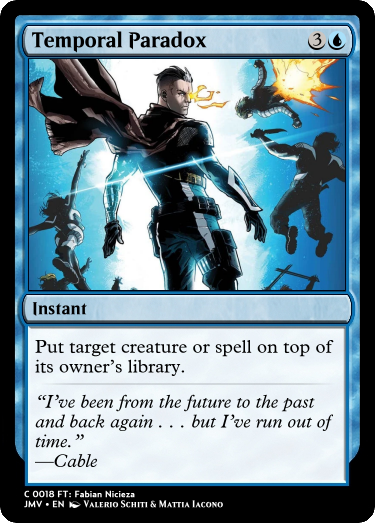 Temporal Paradox 3
Instant
Put target creature or spell on top of
its owner's library.
"I've been from the future to the past
and back again . . . but I've run out of
time."
—Cable
C 0018 FT: Fabian Nicieza
JMV • EN Valerio Schiti & Mattia Iacono